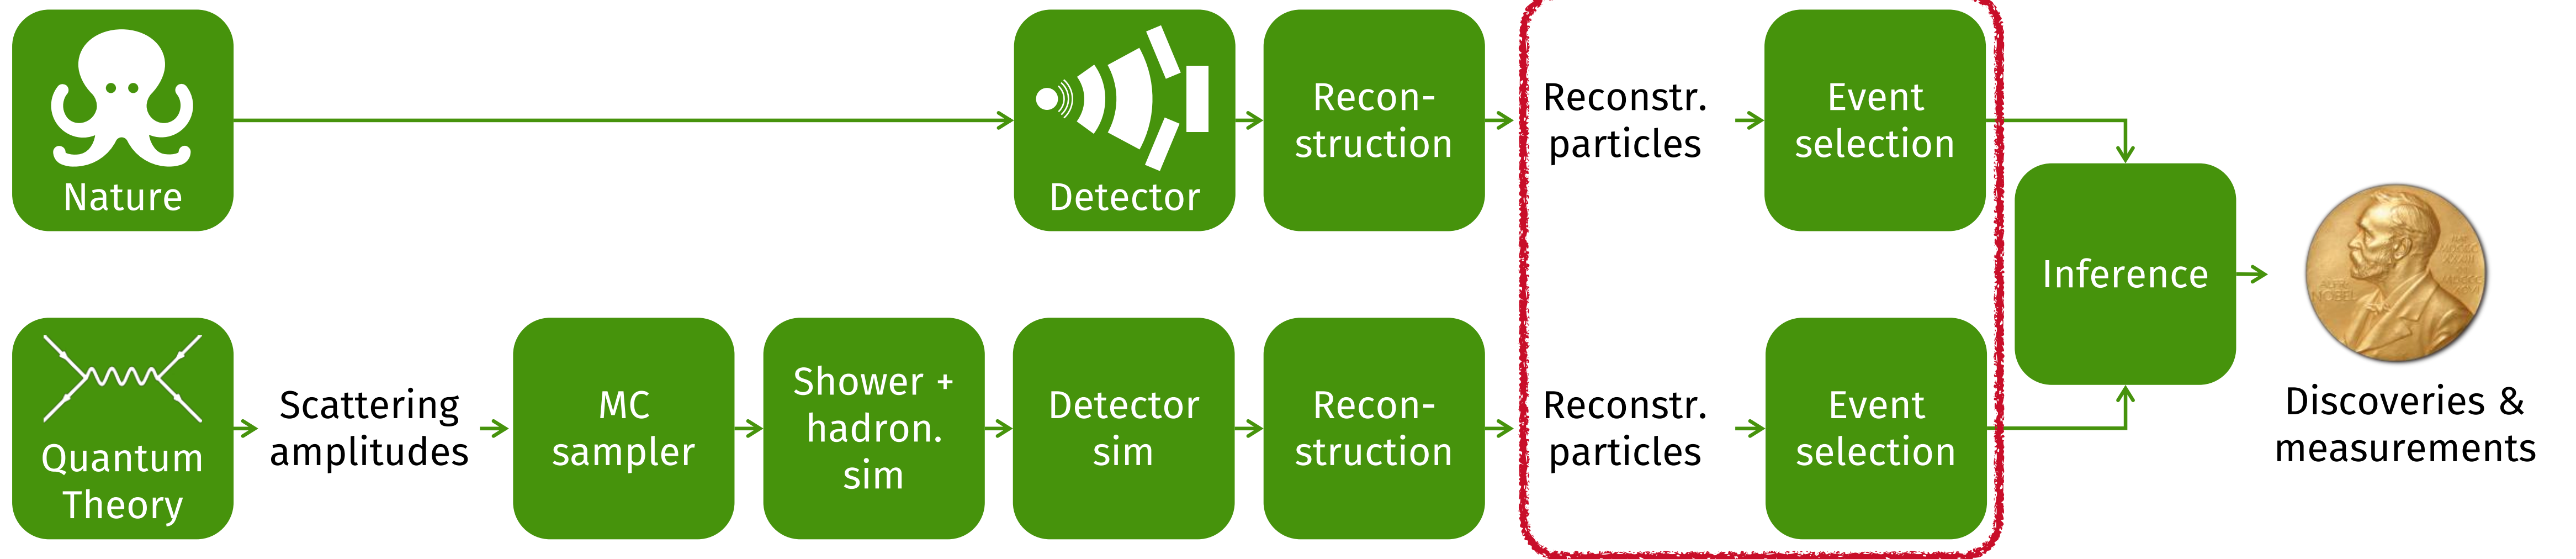 Nature
Detector
Recon-
struction
Reconstr.
particles
Event
selection
Inference
Discoveries &
measurements
Quantum
Theory
Scattering
amplitudes
MC
sampler
Shower +
hadron.
sim
Detector
sim
Recon-
struction
Reconstr.
particles
Event
selection